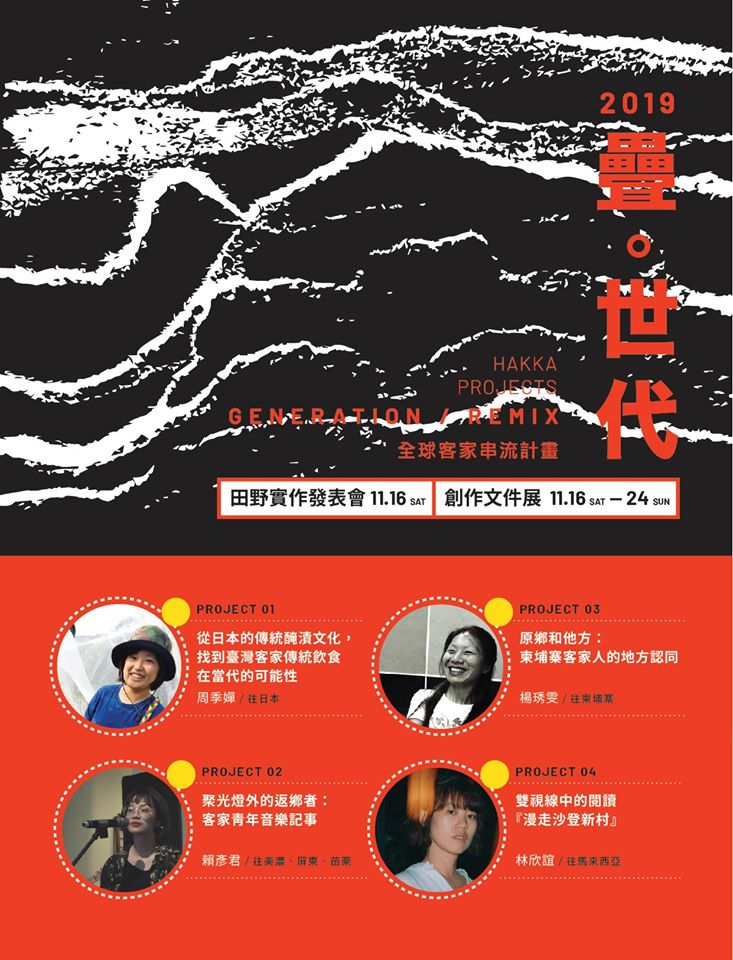 2019
疊。世代
HAKKA
PROJECTS
GENERATION / REMIX
全球客家串流計畫
田野實作發表會 11.16 SAT
創作文件展 11.16 SAT — 24 SUN
PROJECT 01
從日本的傳統醃漬文化，
找到臺灣客家傳統飲食
在當代的可能性
周季嬋 / 往日本
PROJECT 02
聚光燈外的返鄉者：
客家青年音樂記事
賴彥君 / 往美濃、屏東、苗栗
PROJECT 03
原鄉和他方：
柬埔寨客家人的地方認同
楊琇雯 / 往柬埔寨
PROJECT 04
雙視線中的閱讀
『漫走沙登新村』
林欣誼 / 往馬來西亞